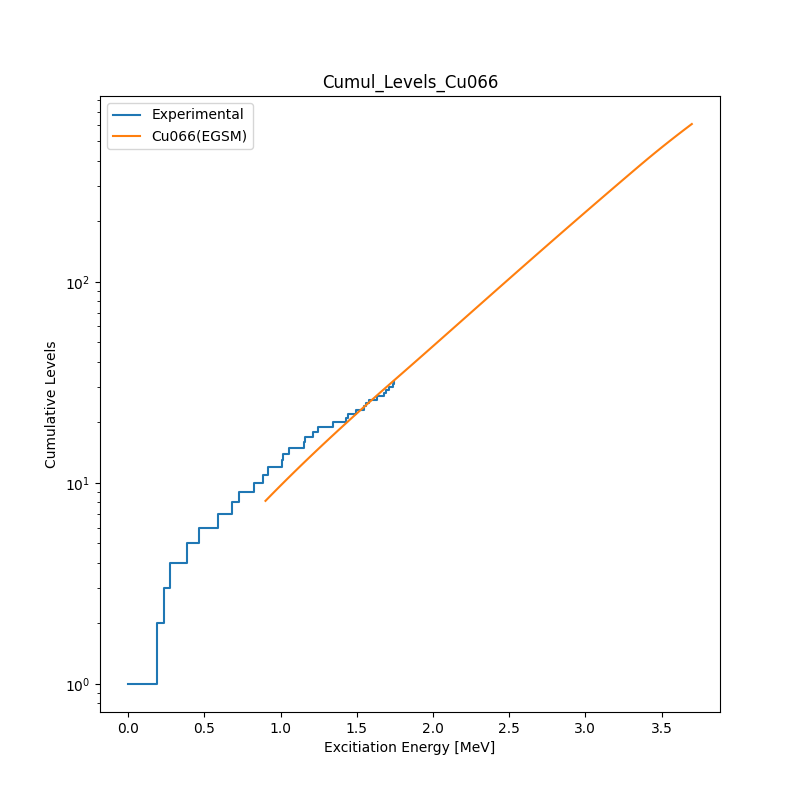 Cumul_Levels_Cu066
Experimental
Cu066(EGSM)
10²
10¹
10⁰
Cumulative Levels
0.0 0.5 1.0 1.5 2.0 2.5 3.0 3.5
Excitiation Energy [MeV]